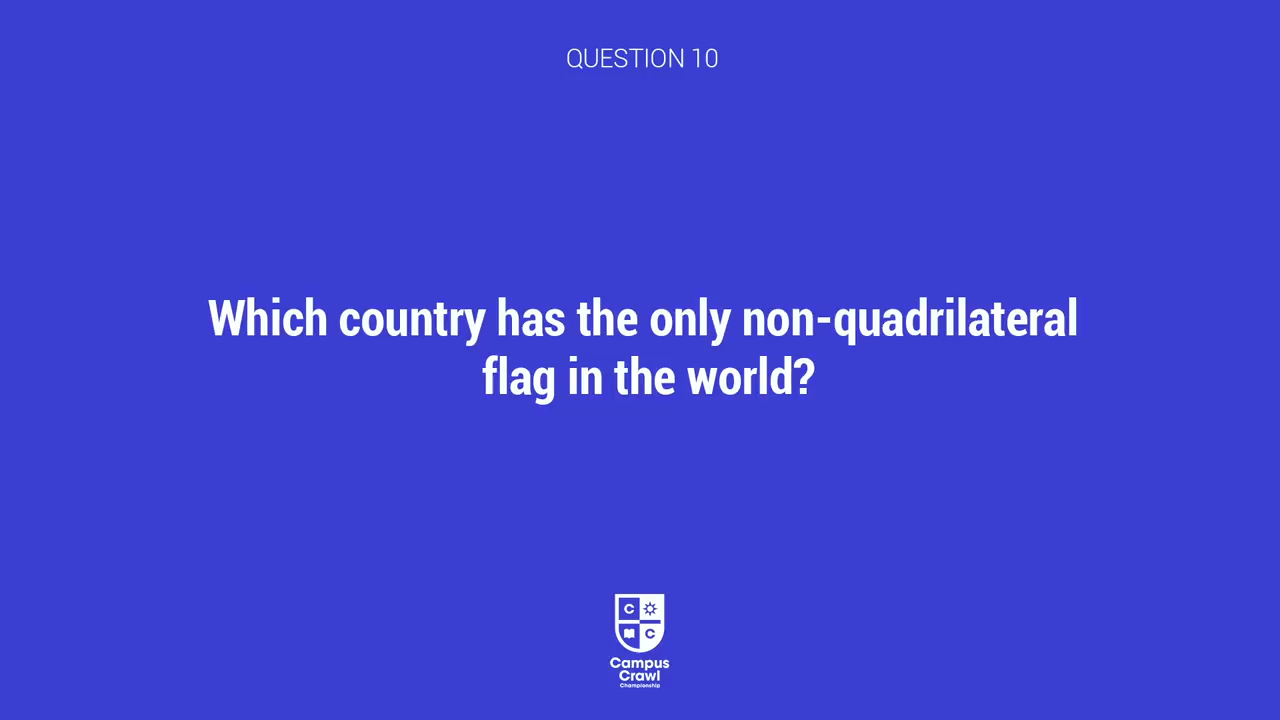 QUESTION 10
Which country has the only non-quadrilateral
flag in the world?
C
C
Campus
Crawl
Championship